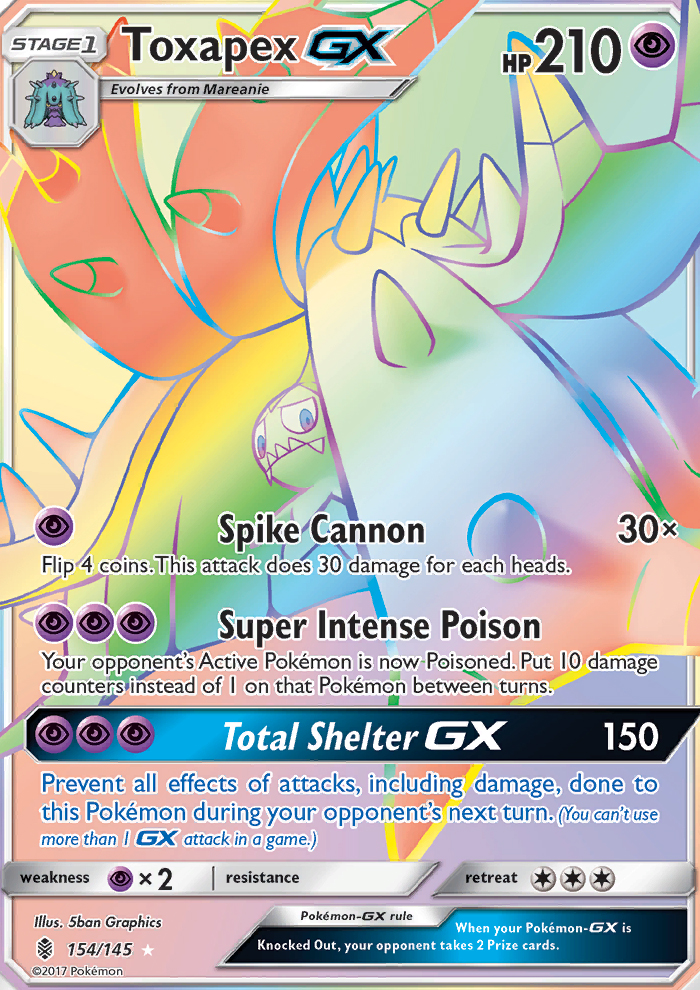 STAGE 1 Toxapex GX HP 210
Evolves from Mareanie
Spike Cannon 30×
Flip 4 coins. This attack does 30 damage for each heads.
Super Intense Poison
Your opponent's Active Pokémon is now Poisoned. Put 10 damage
counters instead of 1 on that Pokémon between turns.
Total Shelter GX 150
Prevent all effects of attacks, including damage, done to
this Pokémon during your opponent's next turn. (You can't use
more than 1 GX attack in a game.)
weakness ×2 resistance retreat
Illus. 5ban Graphics
154/145
©2017 Pokémon
Pokémon-GX rule
When your Pokémon-GX is
Knocked Out, your opponent takes 2 Prize cards.